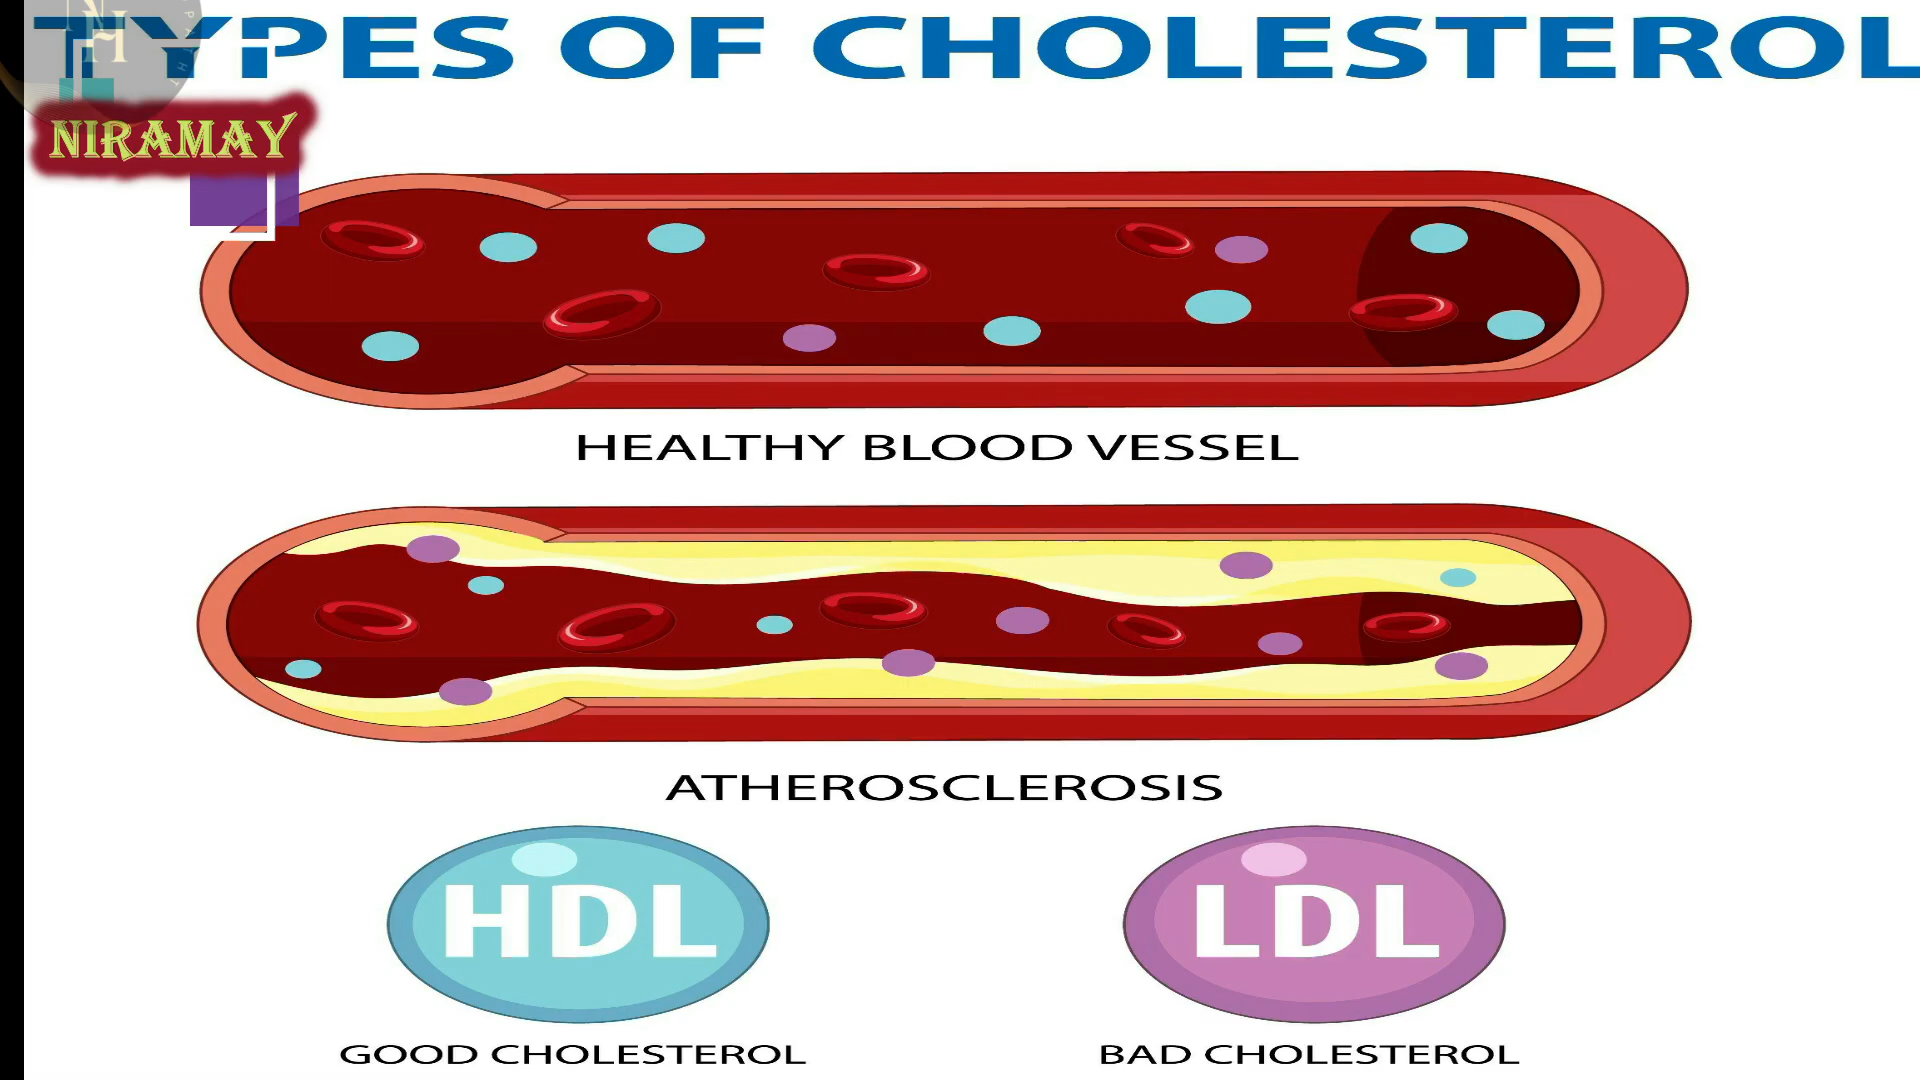 TYPES OF CHOLESTEROL
NIRAMAY
HEALTHY BLOOD VESSEL
ATHEROSCLEROSIS
HDL
LDL
GOOD CHOLESTEROL
BAD CHOLESTEROL